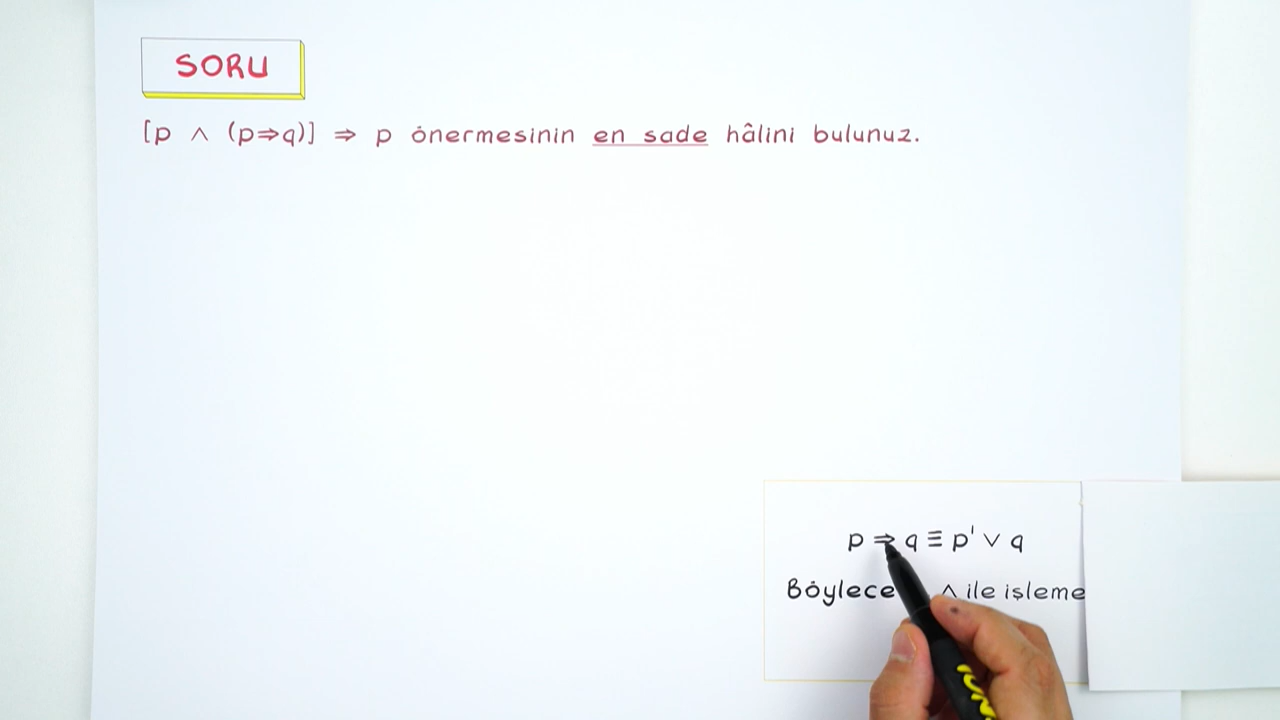 SORU
[p ∧ (p⇒q)] ⇒ p önermesinin en sade hâlini bulunuz.
p ⇒ q ≡ p' ∨ q
Böylece ∧ ile işleme